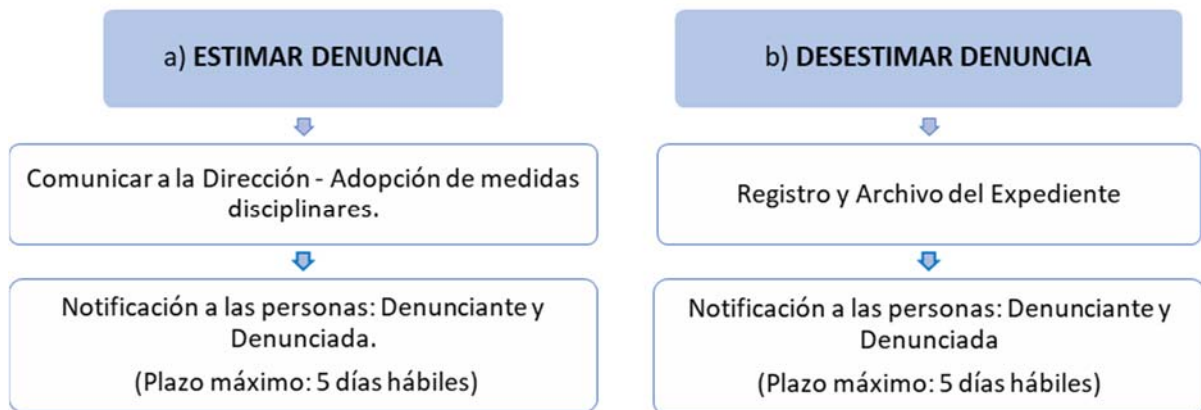 a) ESTIMAR DENUNCIA
Comunicar a la Dirección - Adopción de medidas
disciplinares.
Notificación a las personas: Denunciante y
Denunciada.
(Plazo máximo: 5 días hábiles)
b) DESESTIMAR DENUNCIA
Registro y Archivo del Expediente
Notificación a las personas: Denunciante y
Denunciada
(Plazo máximo: 5 días hábiles)